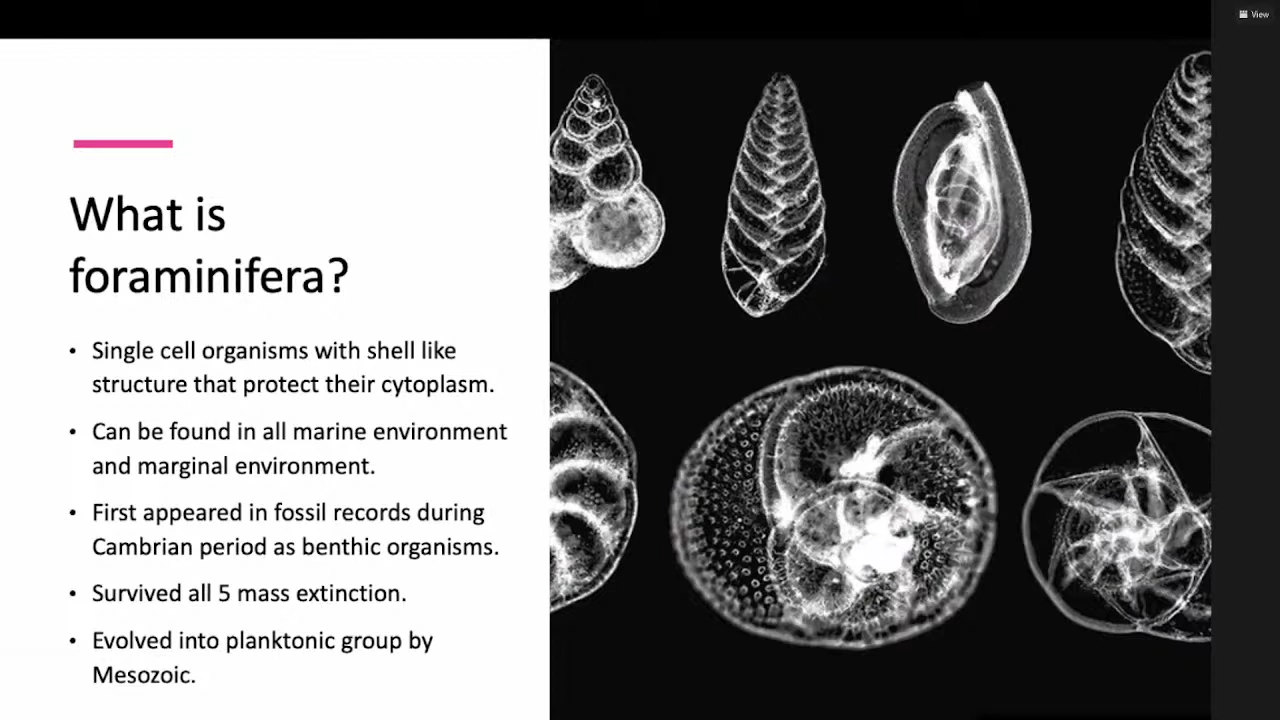 View
What is
foraminifera?
• Single cell organisms with shell like
structure that protect their cytoplasm.
• Can be found in all marine environment
and marginal environment.
• First appeared in fossil records during
Cambrian period as benthic organisms.
• Survived all 5 mass extinction.
• Evolved into planktonic group by
Mesozoic.